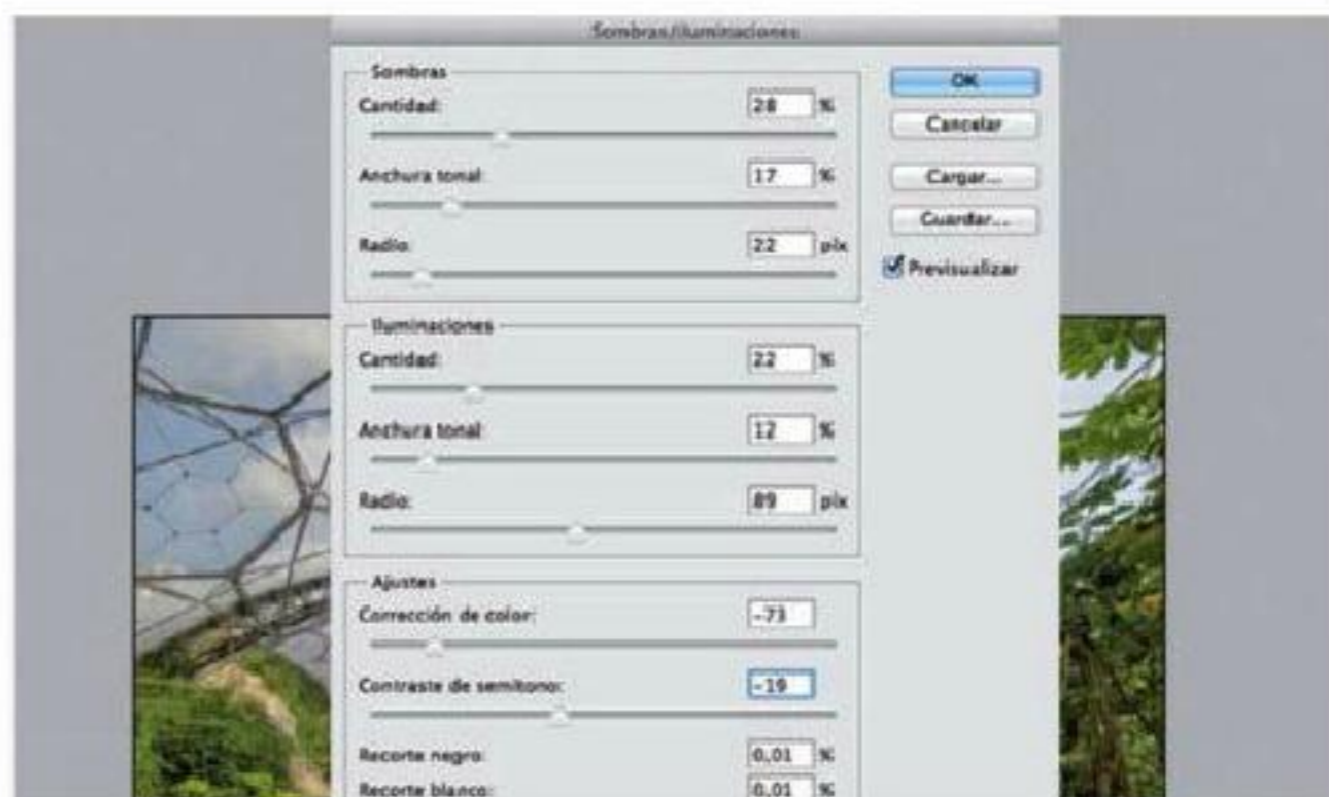 Sombras/iluminaciones
Sombras
Cantidad: 28 %
Anchura tonal: 17 %
Radio: 22 pix
Iluminaciones
Cantidad: 22 %
Anchura tonal: 12 %
Radio: 89 pix
Ajustes
Corrección de color: -73
Contraste de semitono: -19
Recorte negro: 0,01 %
Recorte blanco: 0,01 %
OK
Cancelar
Cargar...
Guardar...
Previsualizar